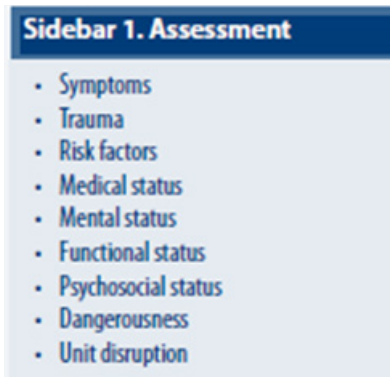 Sidebar 1. Assessment
• Symptoms
• Trauma
• Risk factors
• Medical status
• Mental status
• Functional status
• Psychosocial status
• Dangerousness
• Unit disruption